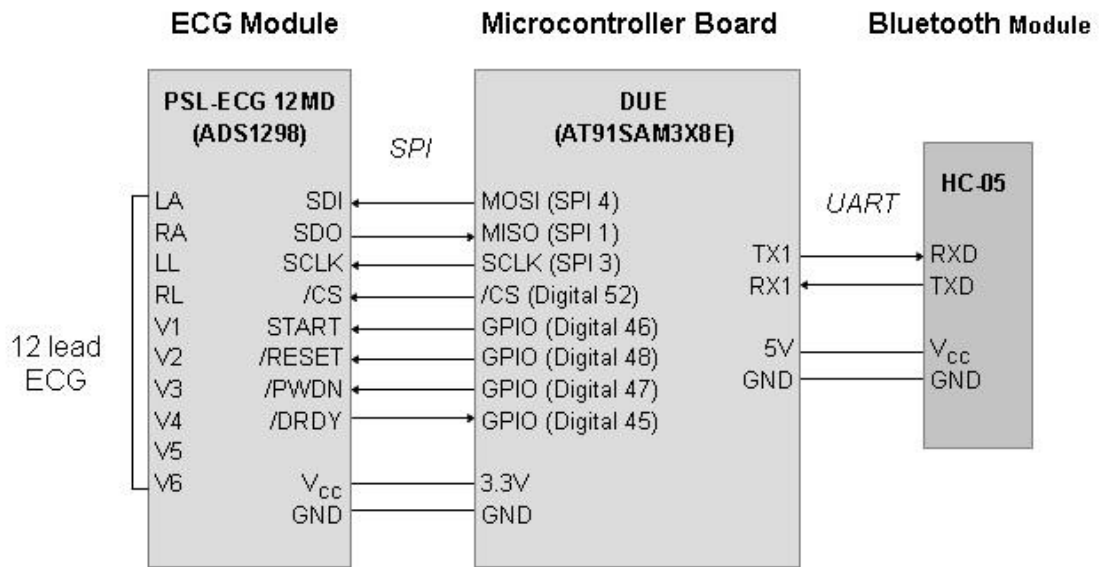 ECG Module
Microcontroller Board
Bluetooth Module
PSL-ECG 12MD
(ADS1298)
SPI
DUE
(AT91SAM3X8E)
UART
HC-05
12 lead
ECG
LA
RA
LL
RL
V1
V2
V3
V4
V5
V6
SDI
SDO
SCLK
/CS
START
/RESET
/PWDN
/DRDY
VCC
GND
MOSI (SPI 4)
MISO (SPI 1)
SCLK (SPI 3)
/CS (Digital 52)
GPIO (Digital 46)
GPIO (Digital 48)
GPIO (Digital 47)
GPIO (Digital 45)
3.3V
GND
TX1
RX1
5V
GND
RXD
TXD
VCC
GND